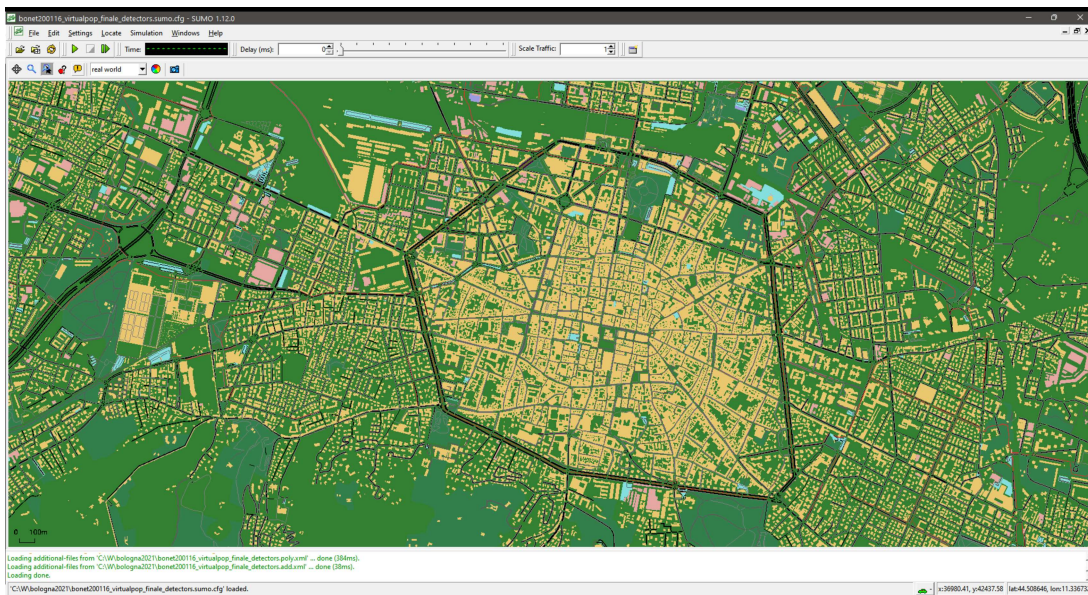 bonet200116_virtualpop_finale_detectors.sumo.cfg - SUMO 1.12.0
File Edit Settings Locate Simulation Windows Help
Time: Delay (ms): 0 Scale Traffic: 1
real world
0 100m
Loading additional-files from 'C:\W\bologna2021\bonet200116_virtualpop_finale_detectors.poly.xml' ... done (384ms).
Loading additional-files from 'C:\W\bologna2021\bonet200116_virtualpop_finale_detectors.add.xml' ... done (38ms).
Loading done.
'C:\W\bologna2021\bonet200116_virtualpop_finale_detectors.sumo.cfg' loaded. x:36980.41, y:42437.58 lat:44.508646, lon:11.33673